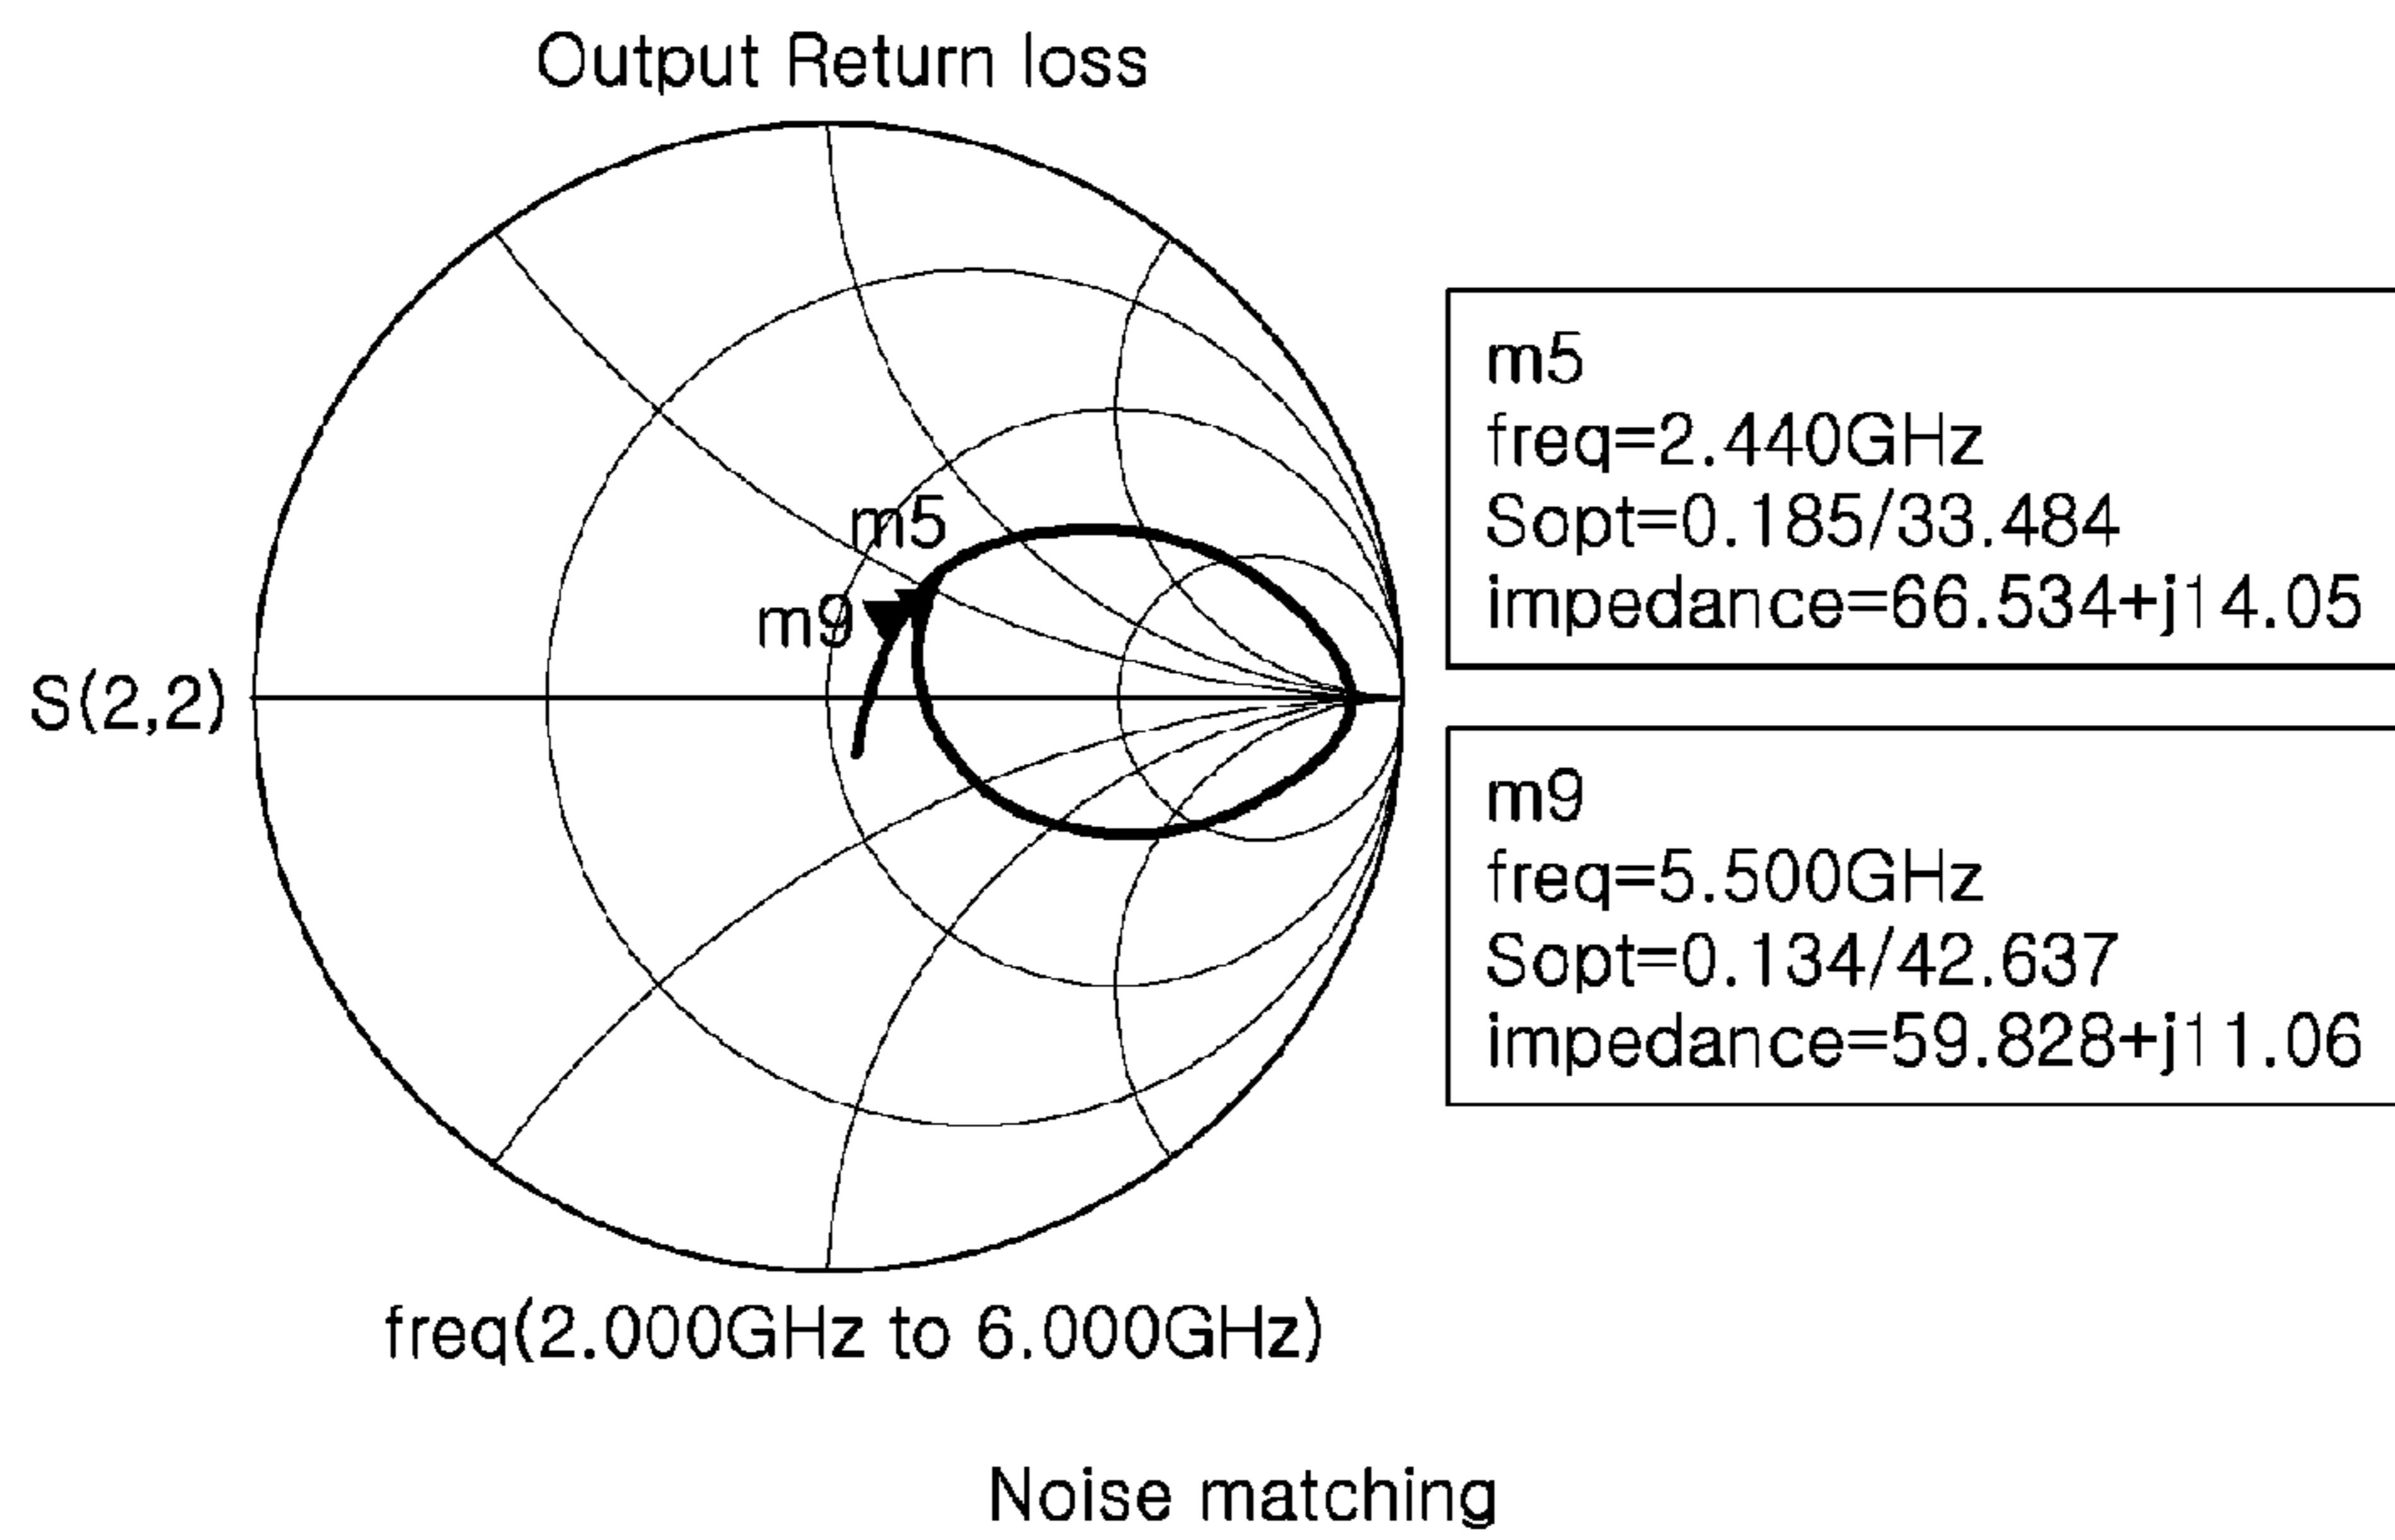 Output Return loss
m5
m9
S(2,2)
freq(2.000GHz to 6.000GHz)
m5
freq=2.440GHz
Sopt=0.185/33.484
impedance=66.534+j14.05
m9
freq=5.500GHz
Sopt=0.134/42.637
impedance=59.828+j11.06
Noise matching